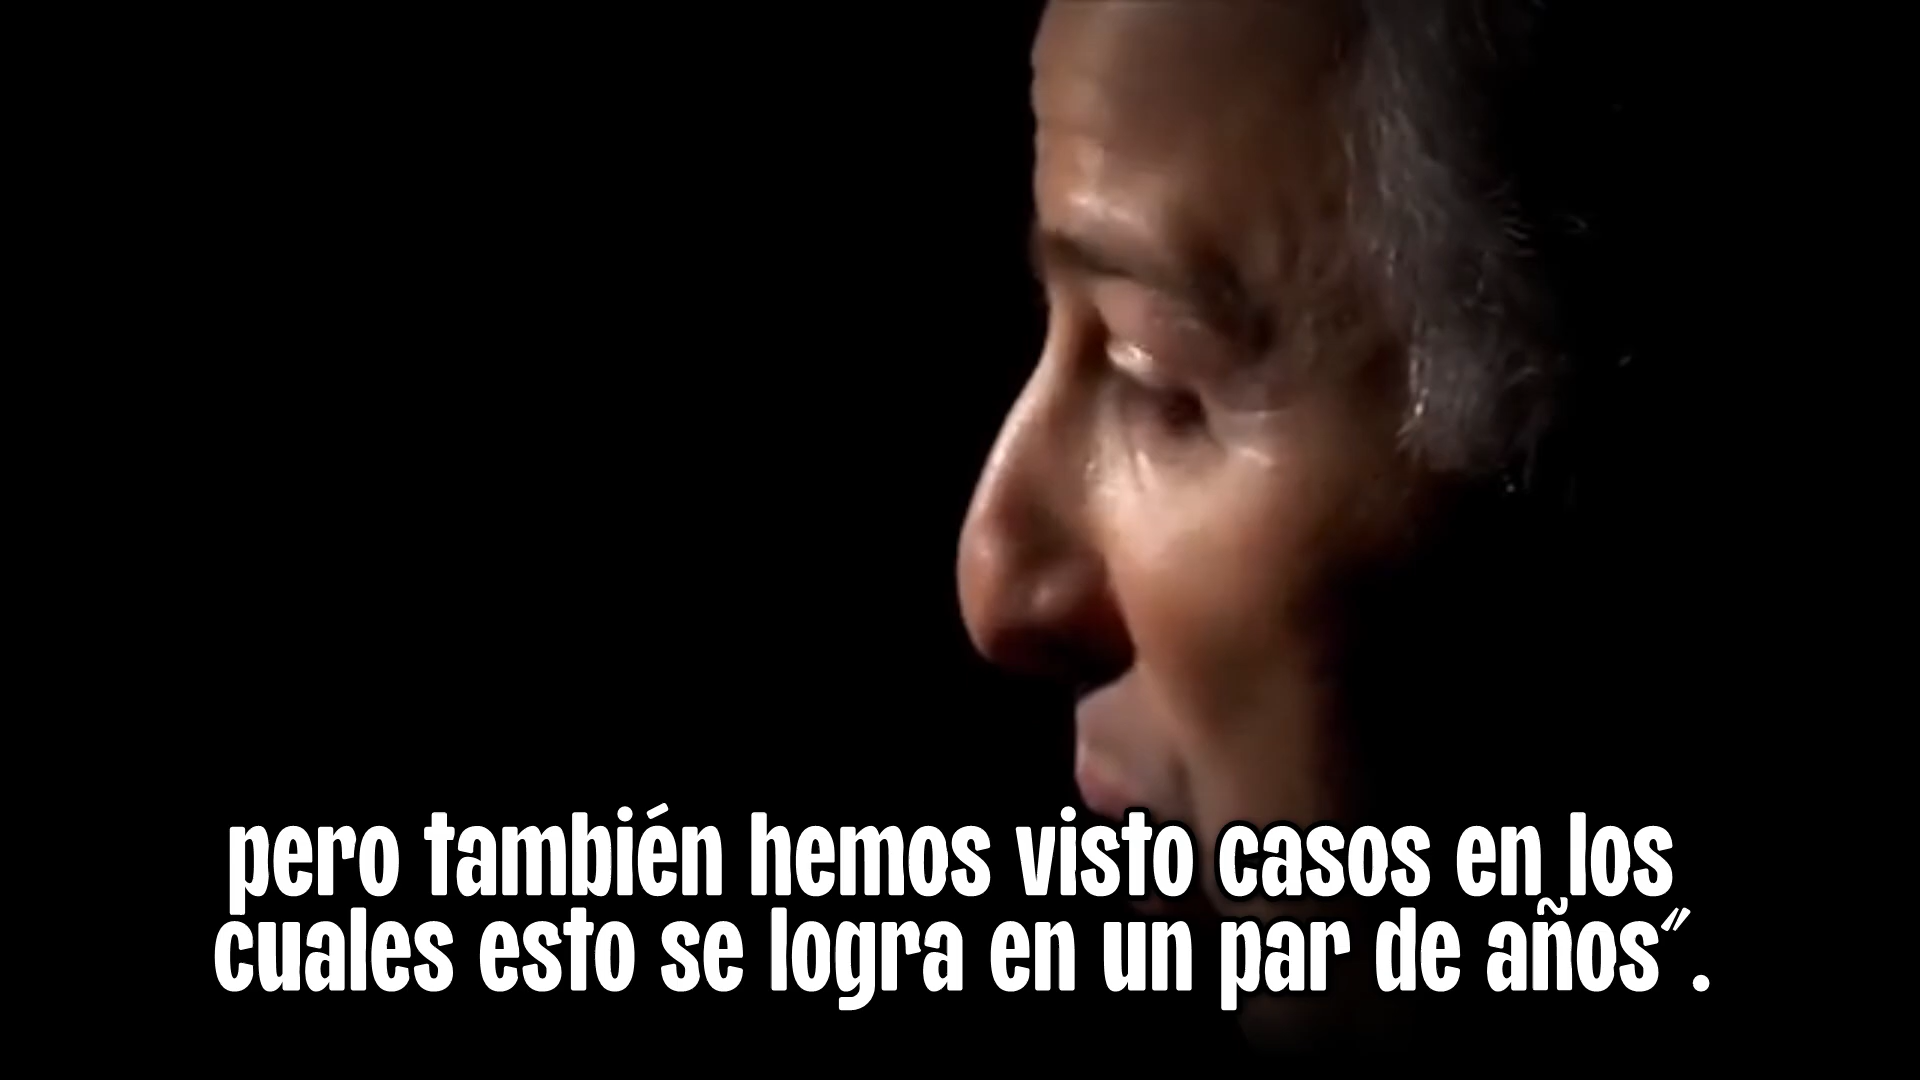 pero también hemos visto casos en los
cuales esto se logra en un par de años”.